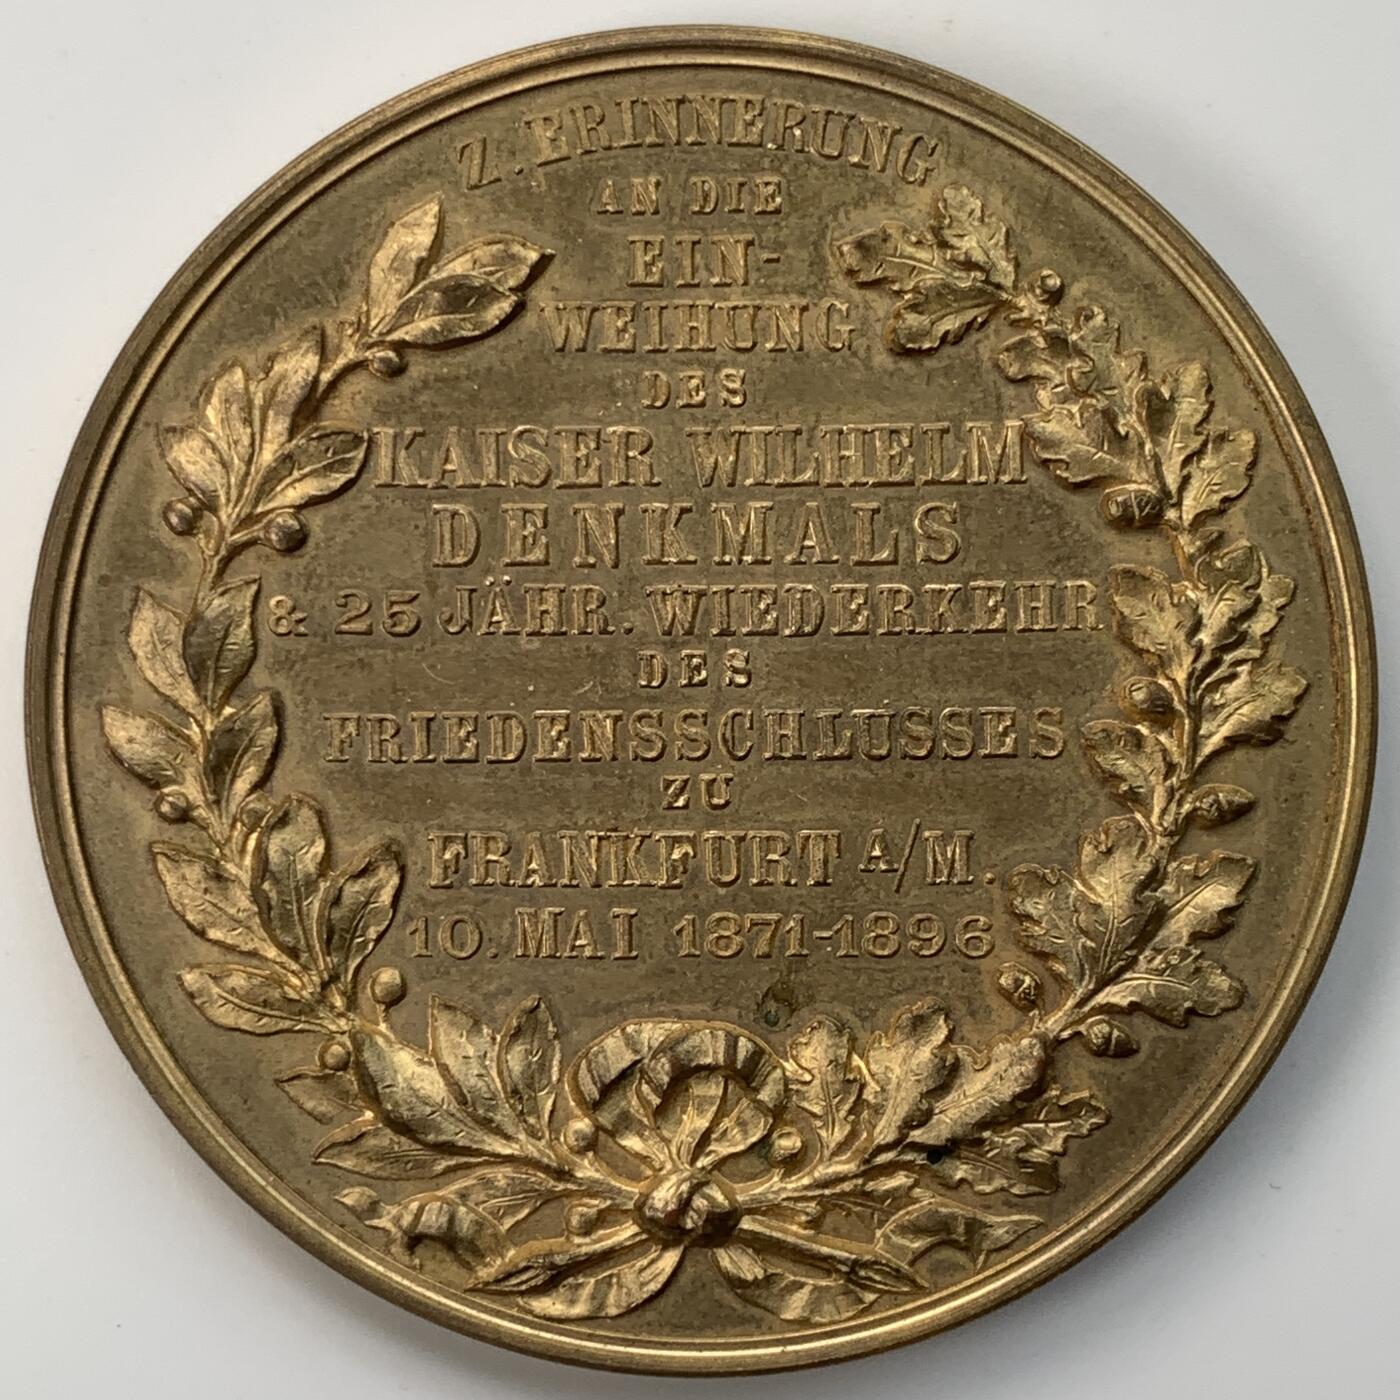 Z. ERINNERUNG
AN DIE
EIN-
WEIHUNG
DES
KAISER WILHELM
DENKMALS
& 25 JÄHR. WIEDERKEHR
DES
FRIEDENSSCHLUSSES
ZU
FRANKFURT A/M.
10. MAI 1871-1896